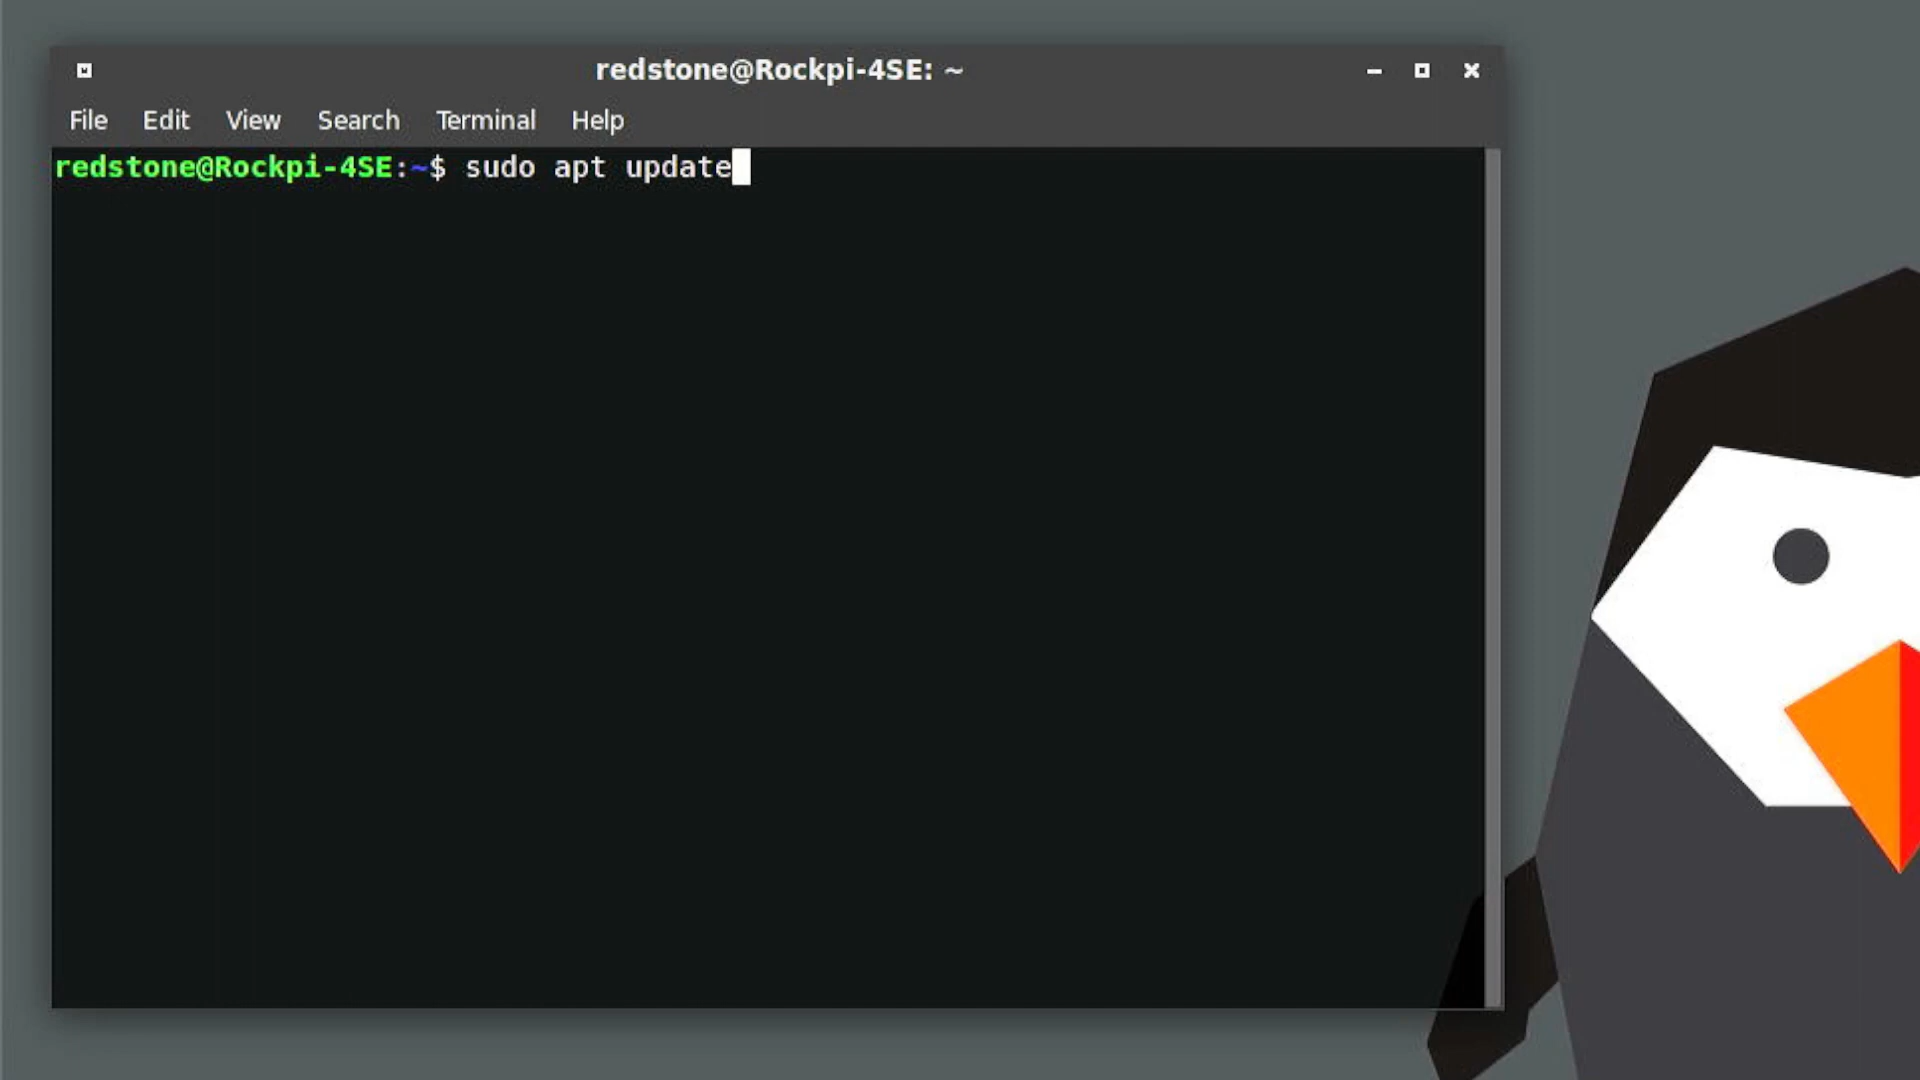 redstone@Rockpi-4SE: ~
File Edit View Search Terminal Help
redstone@Rockpi-4SE:~$ sudo apt update